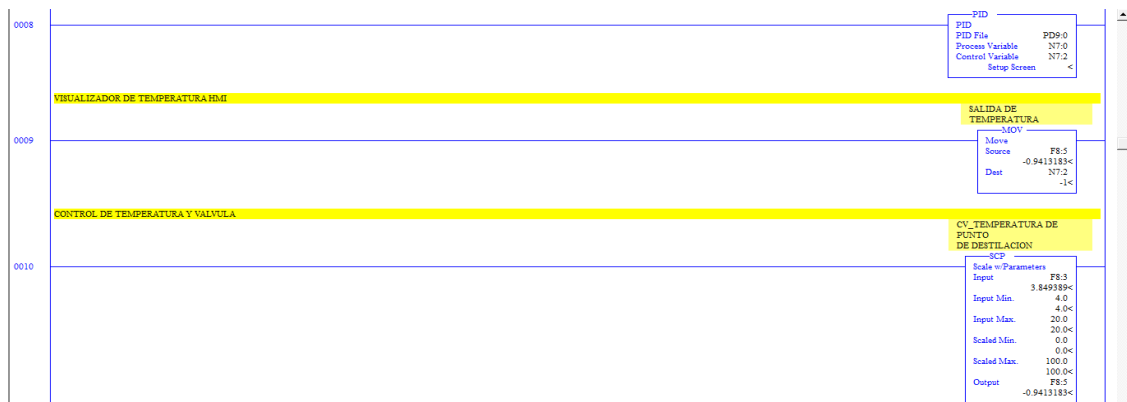 0008
PID
PID
PID File PD9:0
Process Variable N7:0
Control Variable N7:2
Setup Screen <
VISUALIZADOR DE TEMPERATURA HMI
SALIDA DE
TEMPERATURA
0009
MOV
Move
Source F8:5
-0.9413183<
Dest N7:2
-1<
CONTROL DE TEMPERATURA Y VALVULA
CV_TEMPERATURA DE
PUNTO
DE DESTILACION
0010
SCP
Scale w/Parameters
Input F8:3
3.849389<
Input Min. 4.0
4.0<
Input Max. 20.0
20.0<
Scaled Min. 0.0
0.0<
Scaled Max. 100.0
100.0<
Output F8:5
-0.9413183<